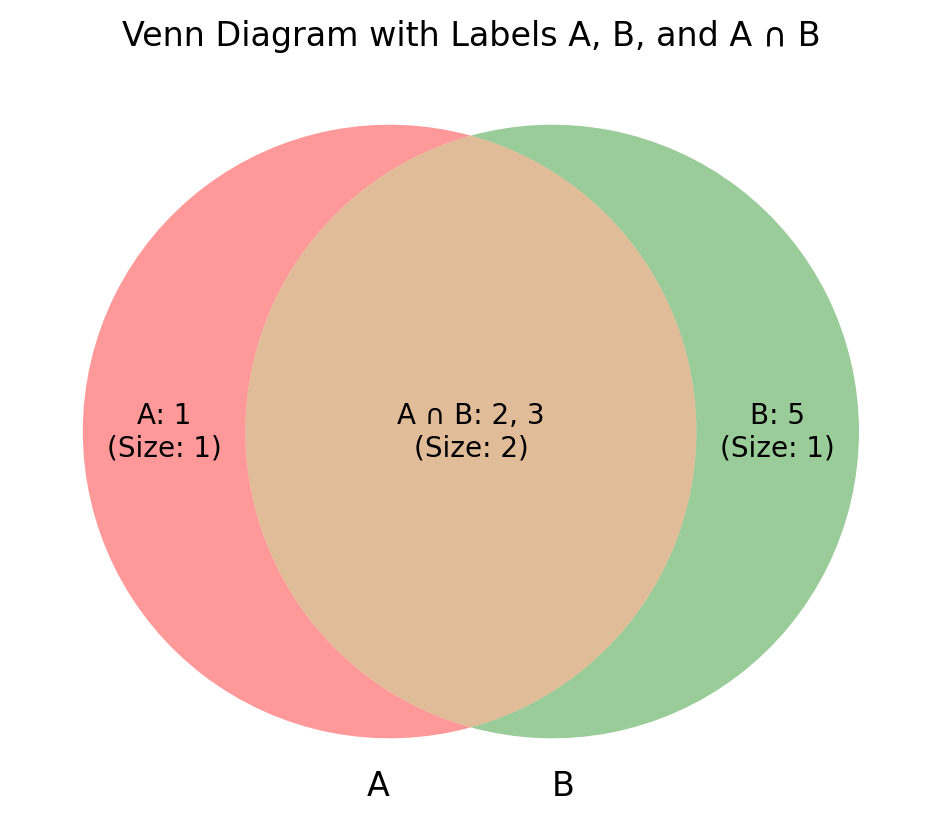 Venn Diagram with Labels A, B, and A ∩ B
A: 1
(Size: 1)
A ∩ B: 2, 3
(Size: 2)
B: 5
(Size: 1)
A
B